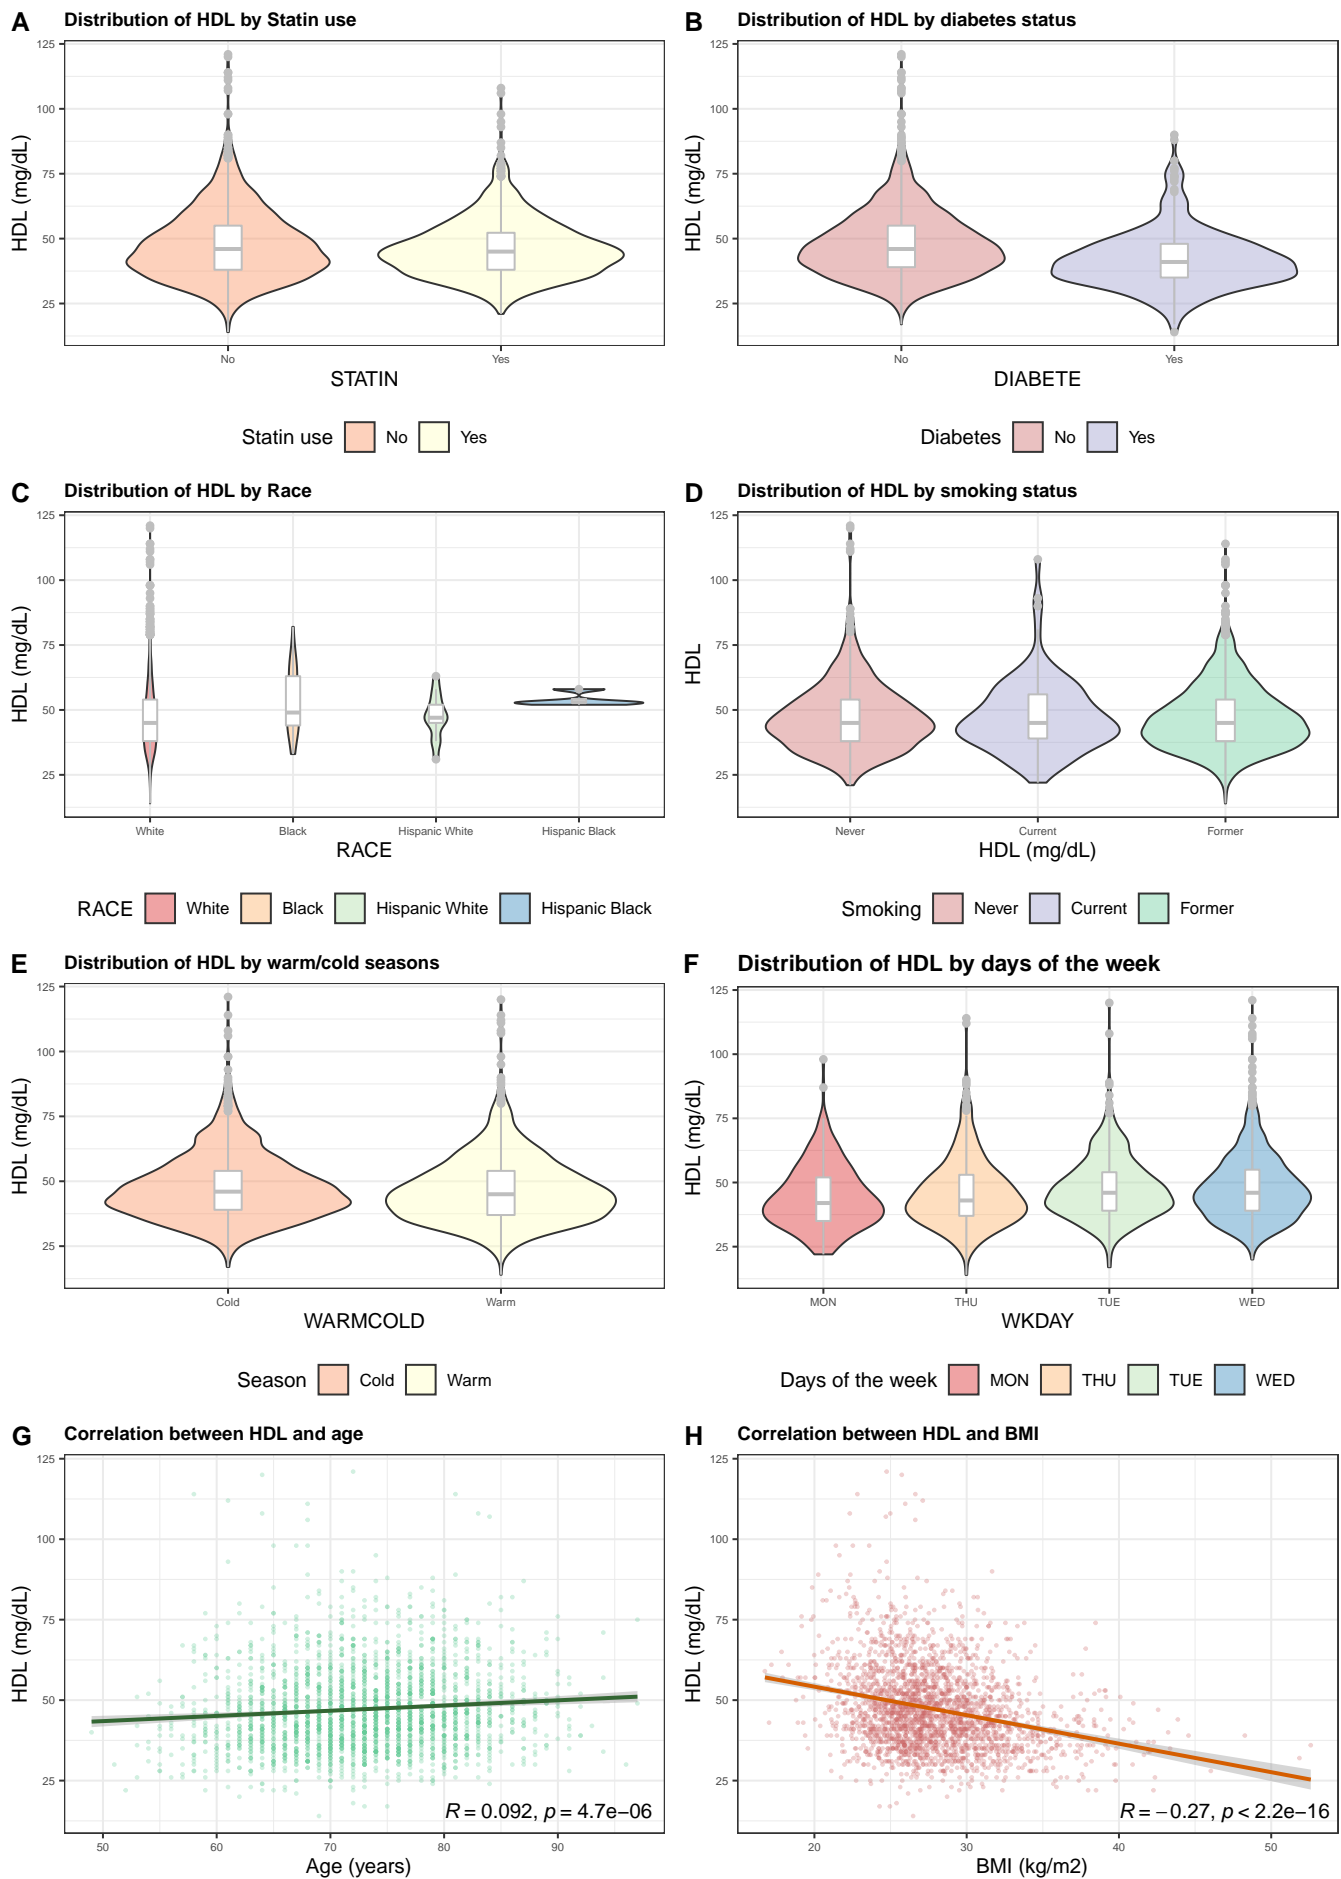 A Distribution of HDL by Statin use
125
100
75
50
25
HDL (mg/dL)
No Yes
STATIN
Statin use No Yes
B Distribution of HDL by diabetes status
125
100
75
50
25
HDL
No Yes
DIABETE
Diabetes No Yes
C Distribution of HDL by Race
125
100
75
50
25
HDL (mg/dL)
White Black Hispanic White Hispanic Black
RACE
RACE White Black Hispanic White Hispanic Black
D Distribution of HDL by smoking status
125
100
75
50
25
HDL
Never Current Former
HDL (mg/dL)
Smoking Never Current Former
E Distribution of HDL by warm/cold seasons
125
100
75
50
25
HDL (mg/dL)
Cold Warm
WARMCOLD
Season Cold Warm
F Distribution of HDL by days of the week
125
100
75
50
25
HDL (mg/dL)
MON THU TUE WED
WKDAY
Days of the week MON THU TUE WED
G Correlation between HDL and age
125
100
75
50
25
HDL (mg/dL)
R = 0.092, p = 4.7e−06
50 60 70 80 90
Age (years)
H Correlation between HDL and BMI
125
100
75
50
25
HDL (mg/dL)
R = −0.27, p < 2.2e−16
20 30 40 50
BMI (kg/m2)